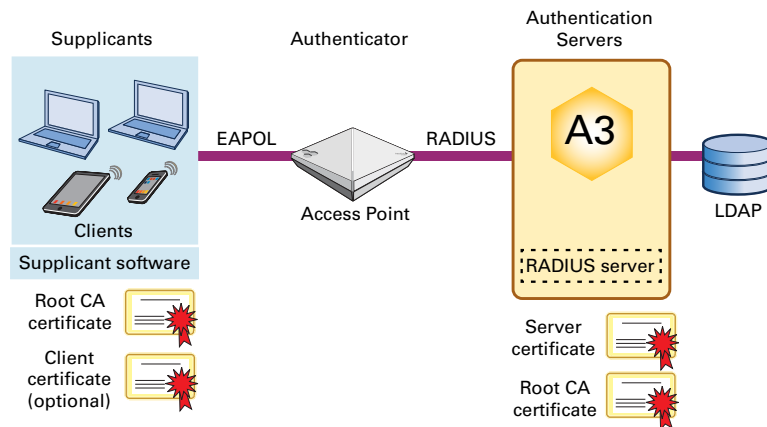 Supplicants
Authenticator
Authentication
Servers
EAPOL
RADIUS
A3
Access Point
LDAP
Clients
Supplicant software
RADIUS server
Root CA
certificate
Client
certificate
(optional)
Server
certificate
Root CA
certificate